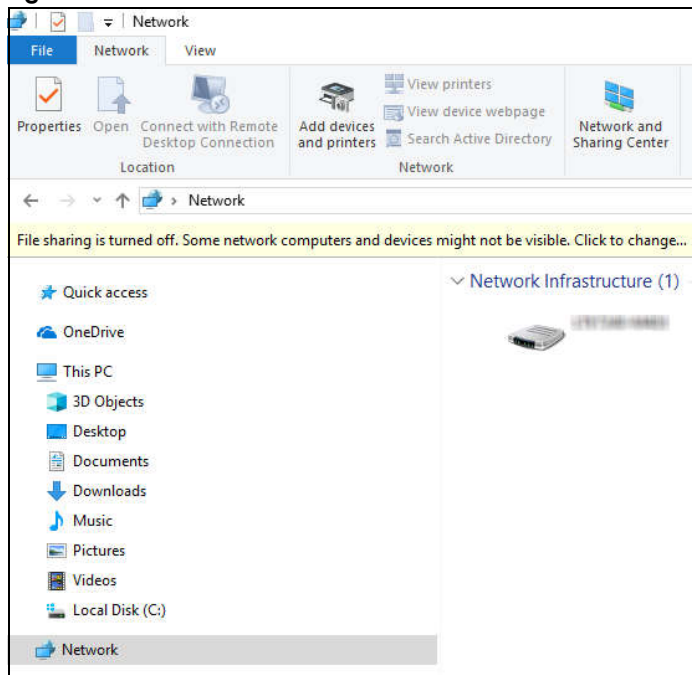 Network
File Network View
Properties Open Connect with Remote Desktop Connection Add devices and printers View printers
View device webpage
Search Active Directory Network and Sharing Center
Location Network
Network
File sharing is turned off. Some network computers and devices might not be visible. Click to change...
Network Infrastructure (1)
Quick access
OneDrive
This PC
3D Objects
Desktop
Documents
Downloads
Music
Pictures
Videos
Local Disk (C:)
Network